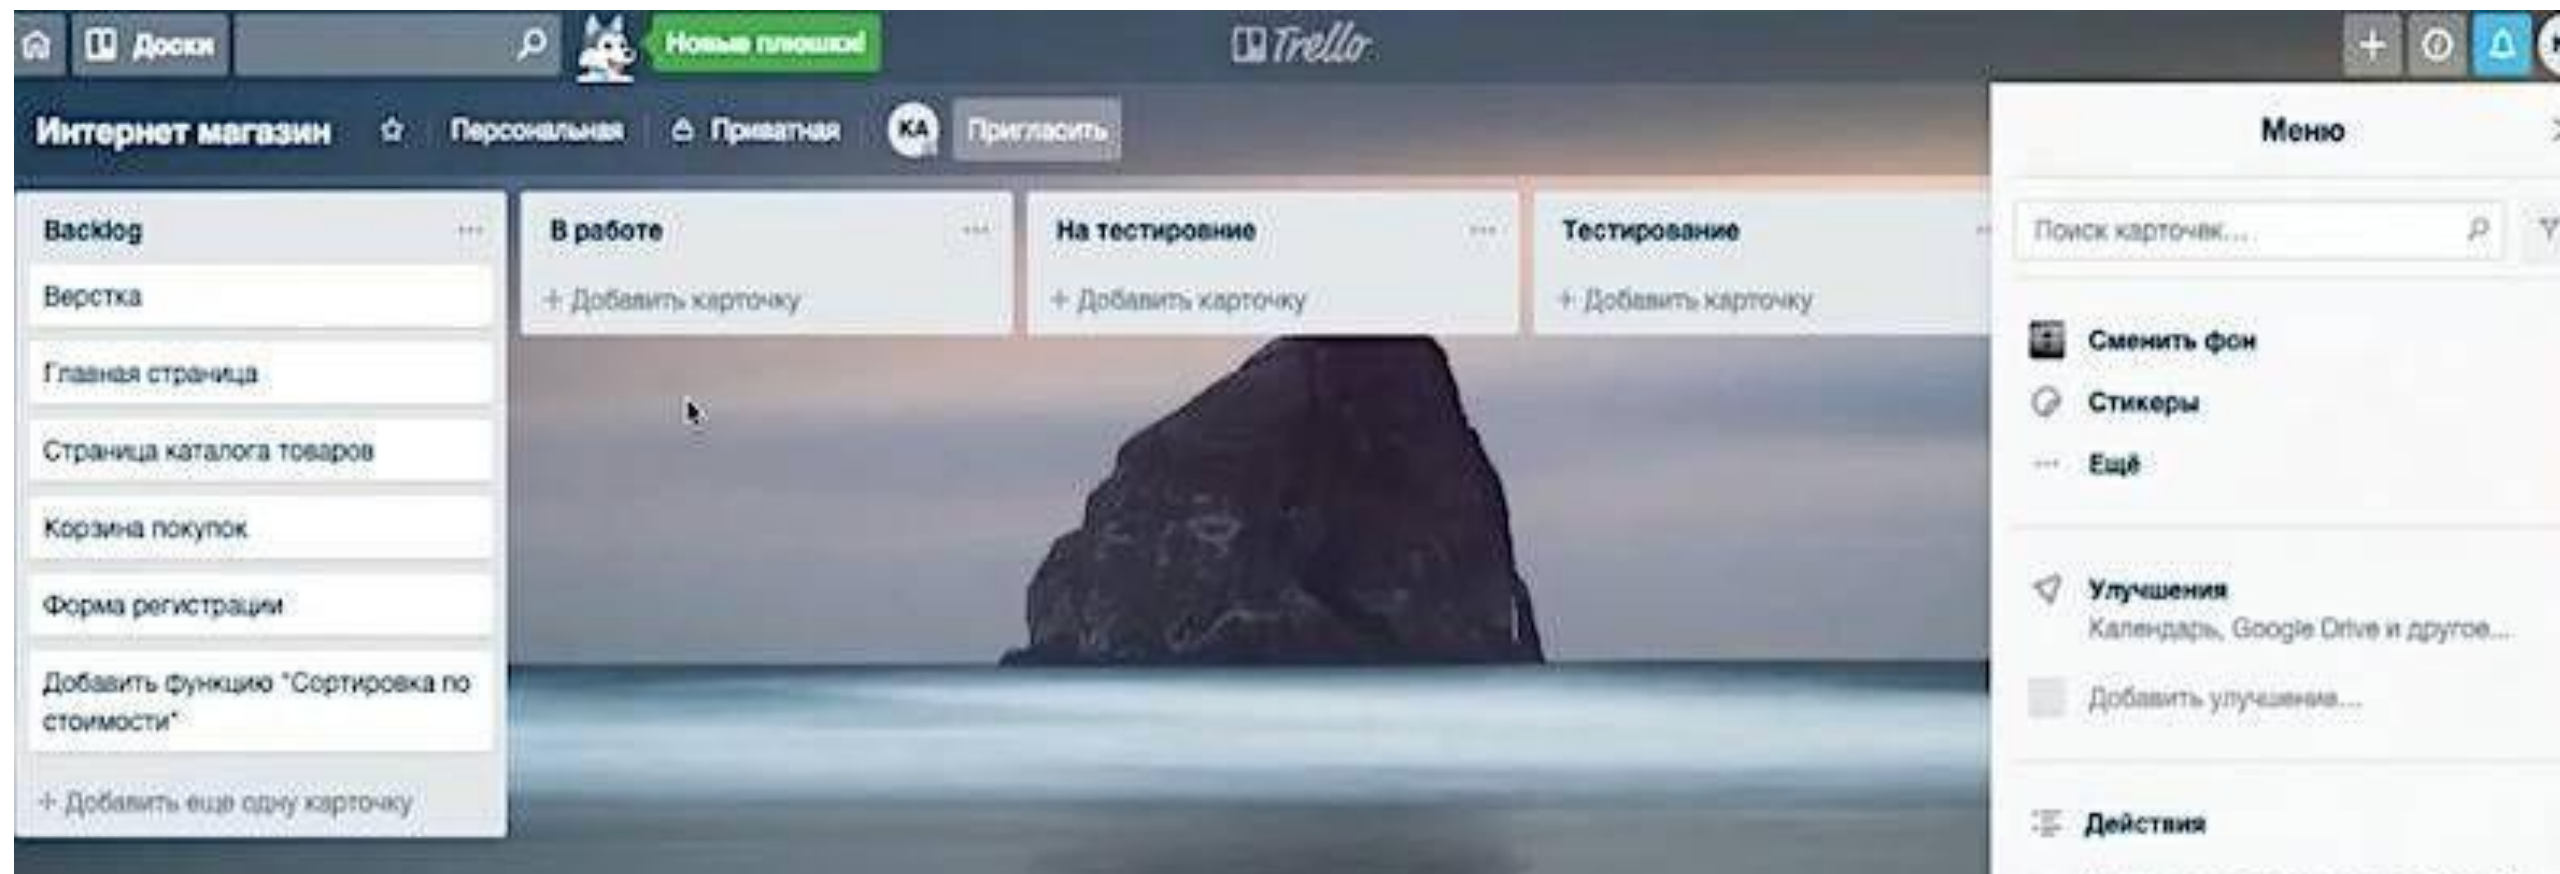 Доски
Новые плюшки!
Trello
Интернет магазин
Персональная
Приватная
КА
Пригласить
Меню
Backlog
Верстка
Главная страница
Страница каталога товаров
Корзина покупок
Форма регистрации
Добавить функцию "Сортировка по
стоимости"
+ Добавить еще одну карточку
В работе
+ Добавить карточку
На тестировние
+ Добавить карточку
Тестирование
+ Добавить карточку
Поиск карточек...
Сменить фон
Стикеры
Ещё
Улучшения
Календарь, Google Drive и другое...
Добавить улучшение...
Действия